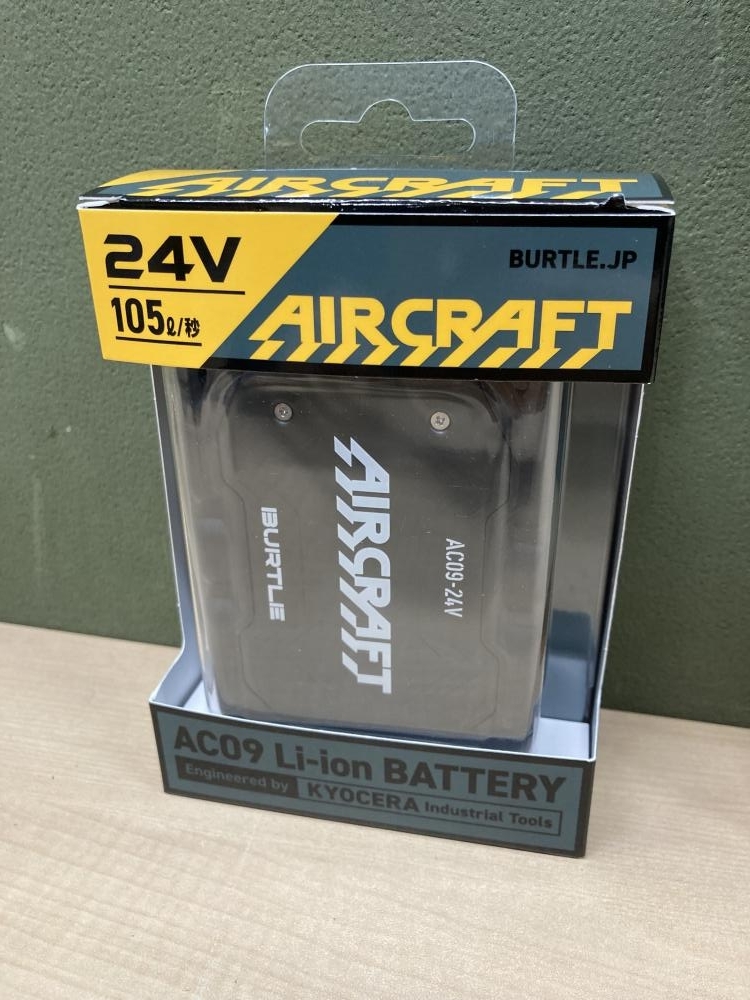 AIRCRAFT
24V
105ℓ/秒
BURTLE.JP
AIRCRAFT
AIRCRAFT
BURTLE
AC09-24V
AC09 Li-ion BATTERY
Engineered by KYOCERA Industrial Tools